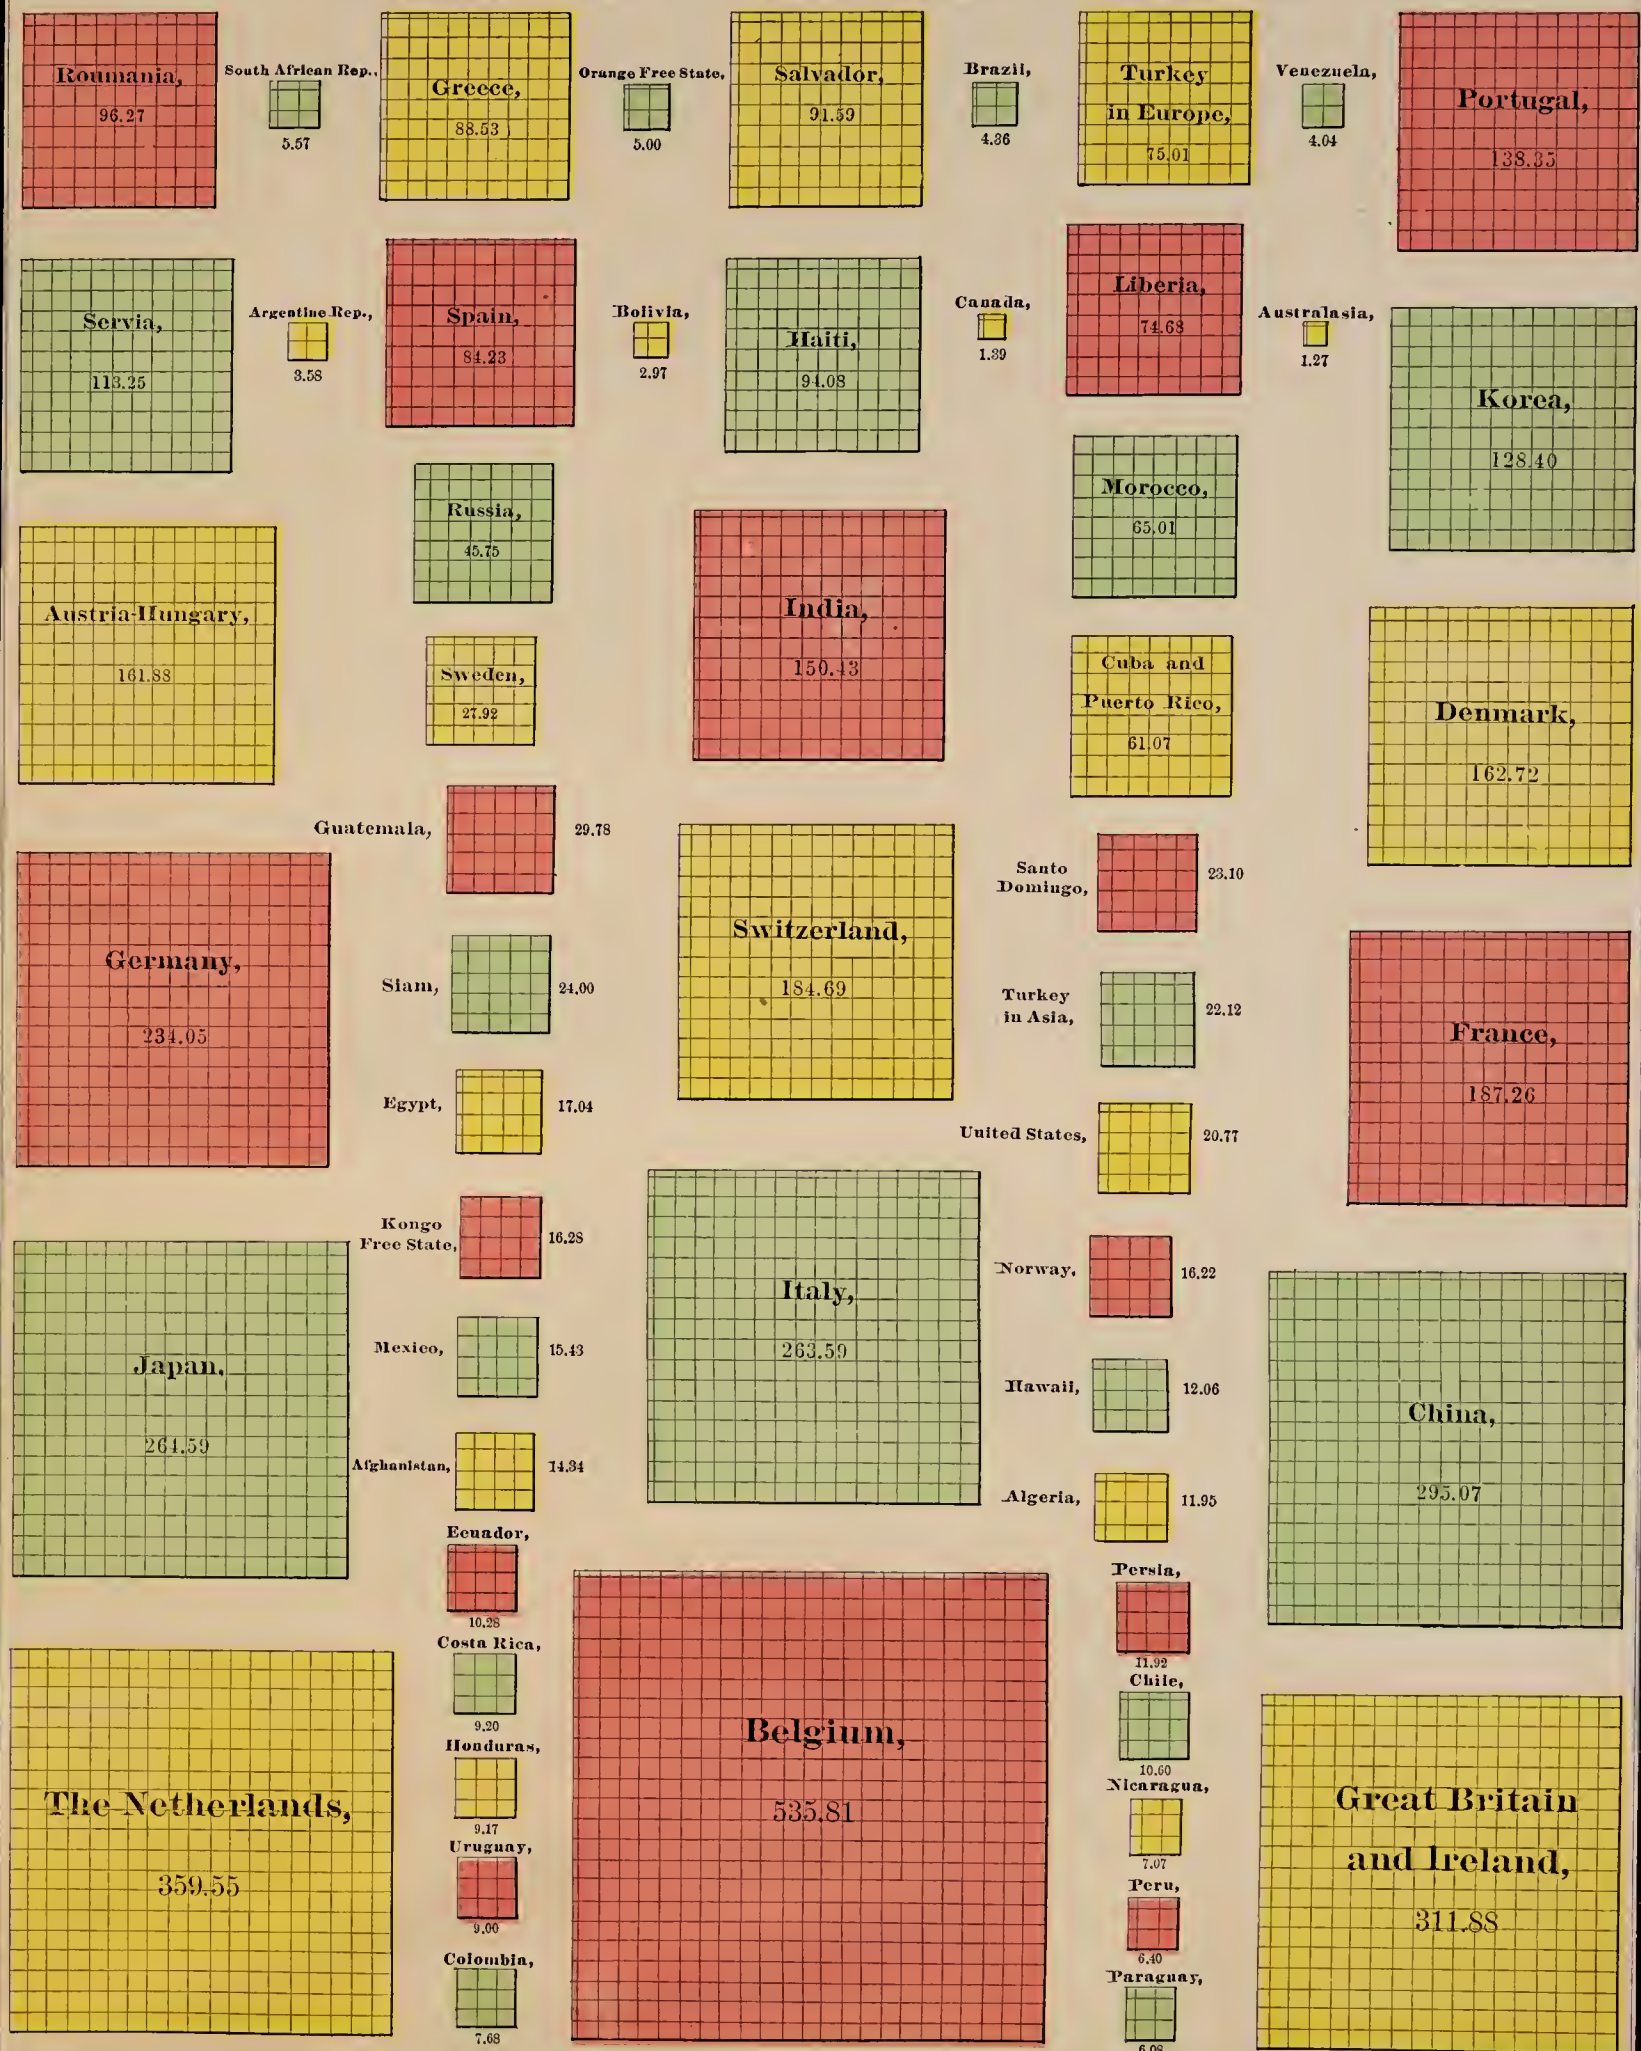 Roumania,
96.27
South African Rep.,
5.57
Greece,
88.53
Orange Free State,
5.00
Salvador,
91.59
Brazil,
4.36
Turkey
in Europe,
75.01
Venezuela,
4.04
Portugal,
138.35
Servia,
113.25
Argentine Rep.,
3.58
Spain,
84.23
Bolivia,
2.97
Haiti,
94.08
Canada,
1.39
Liberia,
74.68
Australasia,
1.27
Korea,
128.40
Russia,
45.75
Morocco,
65.01
Austria-Hungary,
161.88
Sweden,
27.92
India,
150.43
Cuba and
Puerto Rico,
61.07
Denmark,
162.72
Guatemala,
29.78
Germany,
234.05
Siam,
24.00
Switzerland,
184.69
Santo
Domingo,
23.10
Turkey
in Asia,
22.12
France,
187.26
Egypt,
17.04
United States,
20.77
Kongo
Free State,
16.28
Italy,
263.59
Norway,
16.22
Japan,
264.59
Mexico,
15.43
Hawaii,
12.06
China,
295.07
Afghanistan,
14.34
Algeria,
11.95
Ecuador,
10.28
Persia,
11.92
Costa Rica,
9.20
Chile,
10.60
The Netherlands,
359.55
Honduras,
9.17
Belgium,
535.81
Nicaragua,
7.07
Great Britain
and Ireland,
311.88
Uruguay,
9.00
Peru,
6.40
Colombia,
7.68
Paraguay,